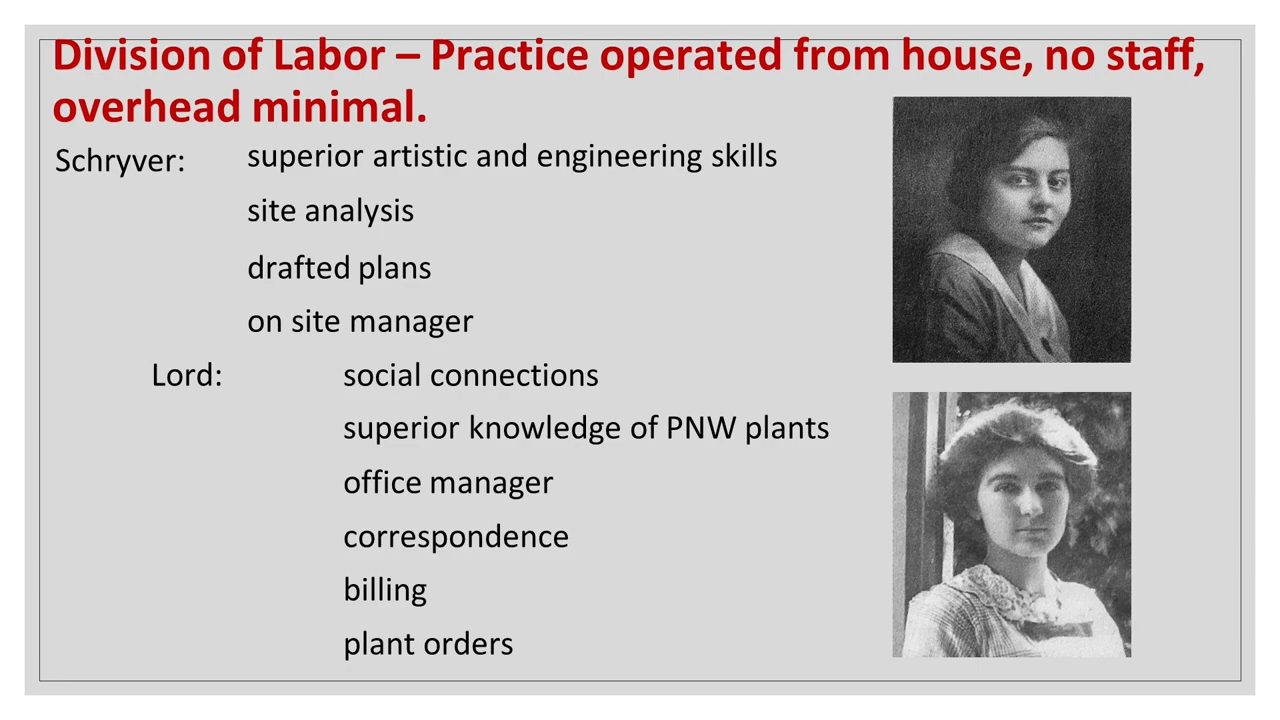 Division of Labor – Practice operated from house, no staff,
overhead minimal.
Schryver: superior artistic and engineering skills
site analysis
drafted plans
on site manager
Lord: social connections
superior knowledge of PNW plants
office manager
correspondence
billing
plant orders